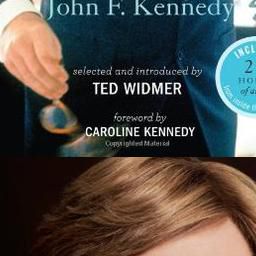 John F. Kennedy
selected and introduced by
TED WIDMER
foreword by
CAROLINE KENNEDY
Copyrighted Material